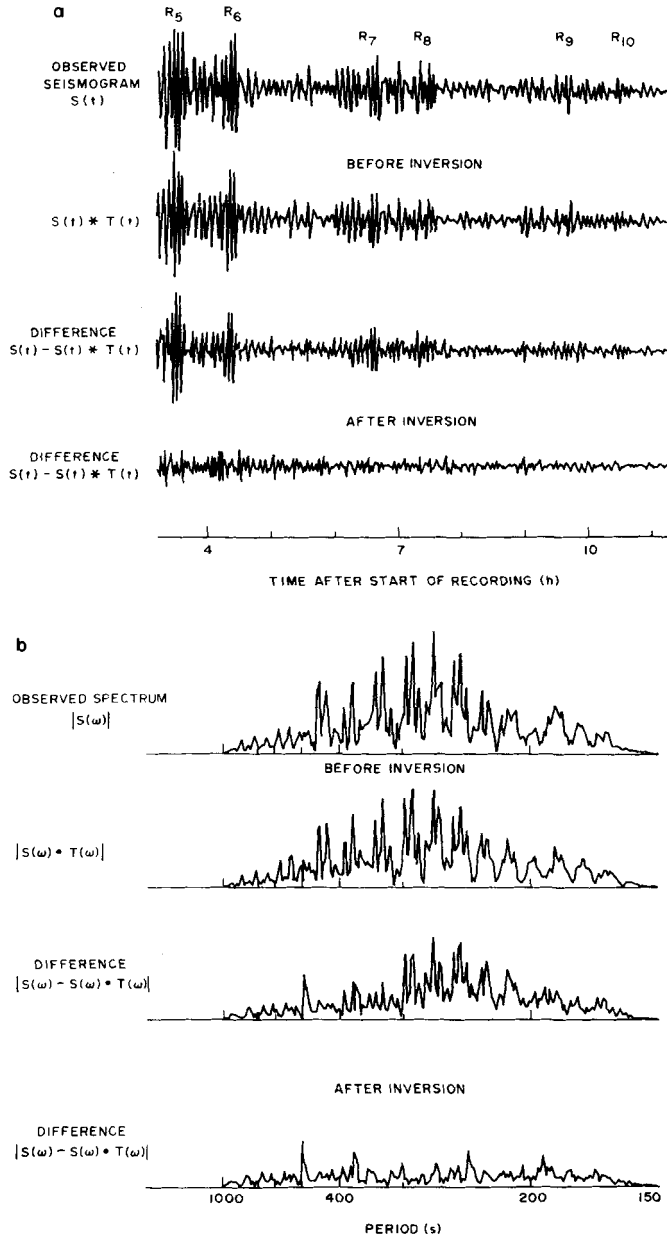 a
R5 R6 R7 R8 R9 R10
OBSERVED
SEISMOGRAM
S(t)
BEFORE INVERSION
S(t) * T(t)
DIFFERENCE
S(t) - S(t) * T(t)
AFTER INVERSION
DIFFERENCE
S(t) - S(t) * T(t)
4 7 10
TIME AFTER START OF RECORDING (h)
b
OBSERVED SPECTRUM
|S(ω)|
BEFORE INVERSION
|S(ω) • T(ω)|
DIFFERENCE
|S(ω) - S(ω) • T(ω)|
AFTER INVERSION
DIFFERENCE
|S(ω) - S(ω) • T(ω)|
1000 400 200 150
PERIOD (s)